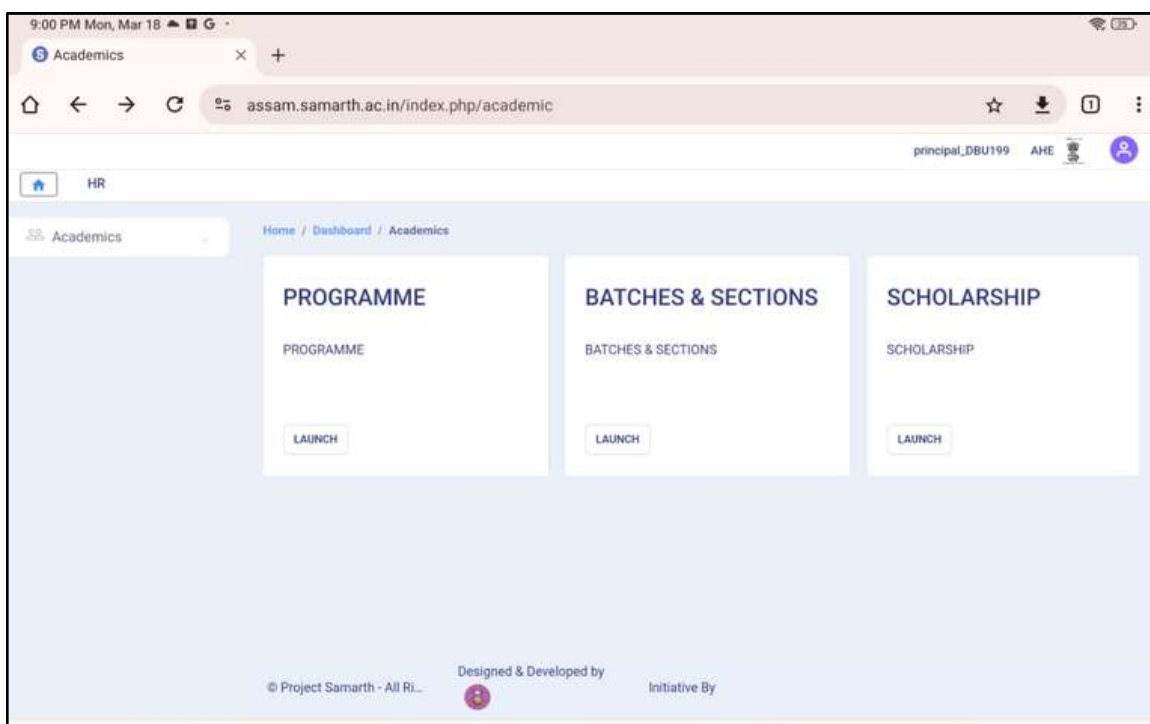 9:00 PM Mon, Mar 18 G
Academics
assam.samarth.ac.in/index.php/academic
1
principal_DBU199 AHE
HR
Academics
Home / Dashboard / Academics
PROGRAMME
PROGRAMME
LAUNCH
BATCHES & SECTIONS
BATCHES & SECTIONS
LAUNCH
SCHOLARSHIP
SCHOLARSHIP
LAUNCH
© Project Samarth - All Ri...
Designed & Developed by
Initiative By